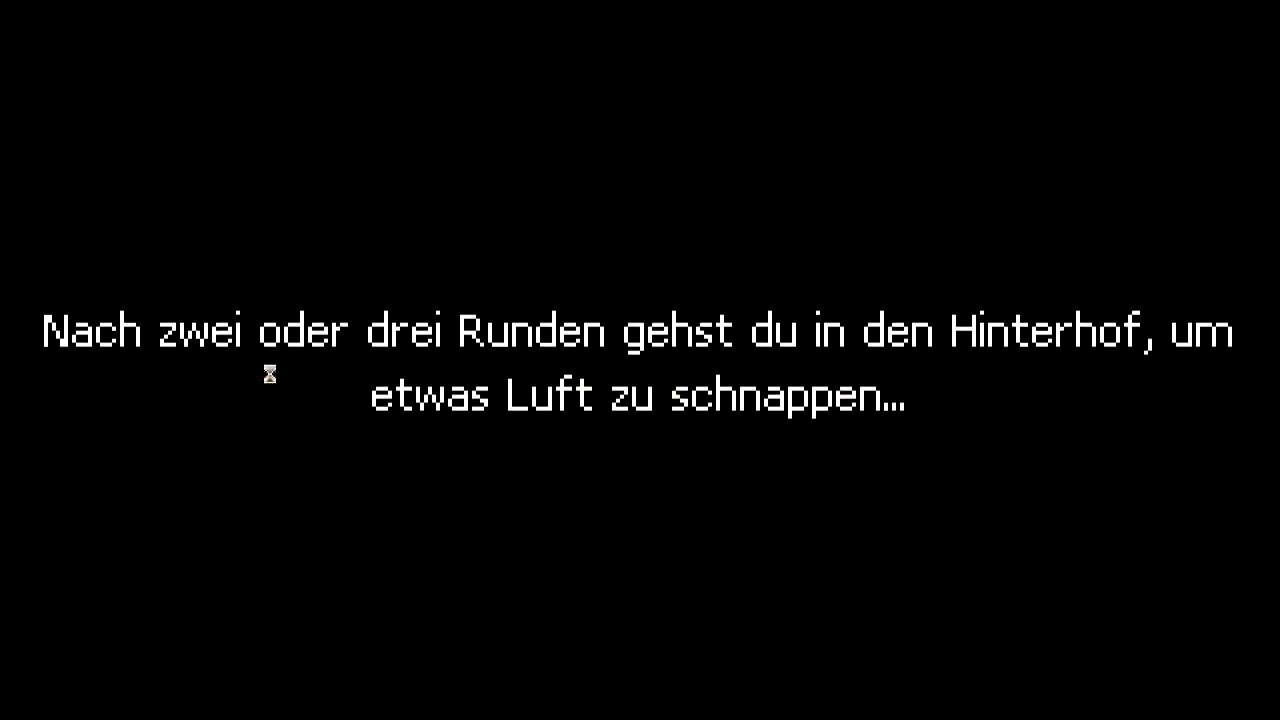 Nach zwei oder drei Runden gehst du in den Hinterhof, um
etwas Luft zu schnappen...